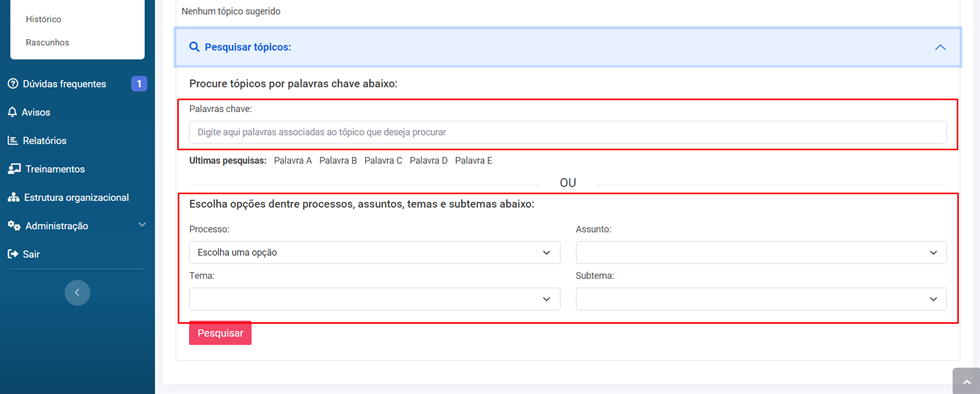 Histórico
Rascunhos
Dúvidas frequentes 1
Avisos
Relatórios
Treinamentos
Estrutura organizacional
Administração
Sair
Nenhum tópico sugerido
Pesquisar tópicos:
Procure tópicos por palavras chave abaixo:
Palavras chave:
Digite aqui palavras associadas ao tópico que deseja procurar
Ultimas pesquisas: Palavra A Palavra B Palavra C Palavra D Palavra E
OU
Escolha opções dentre processos, assuntos, temas e subtemas abaixo:
Processo: Assunto:
Escolha uma opção
Tema: Subtema:
Pesquisar